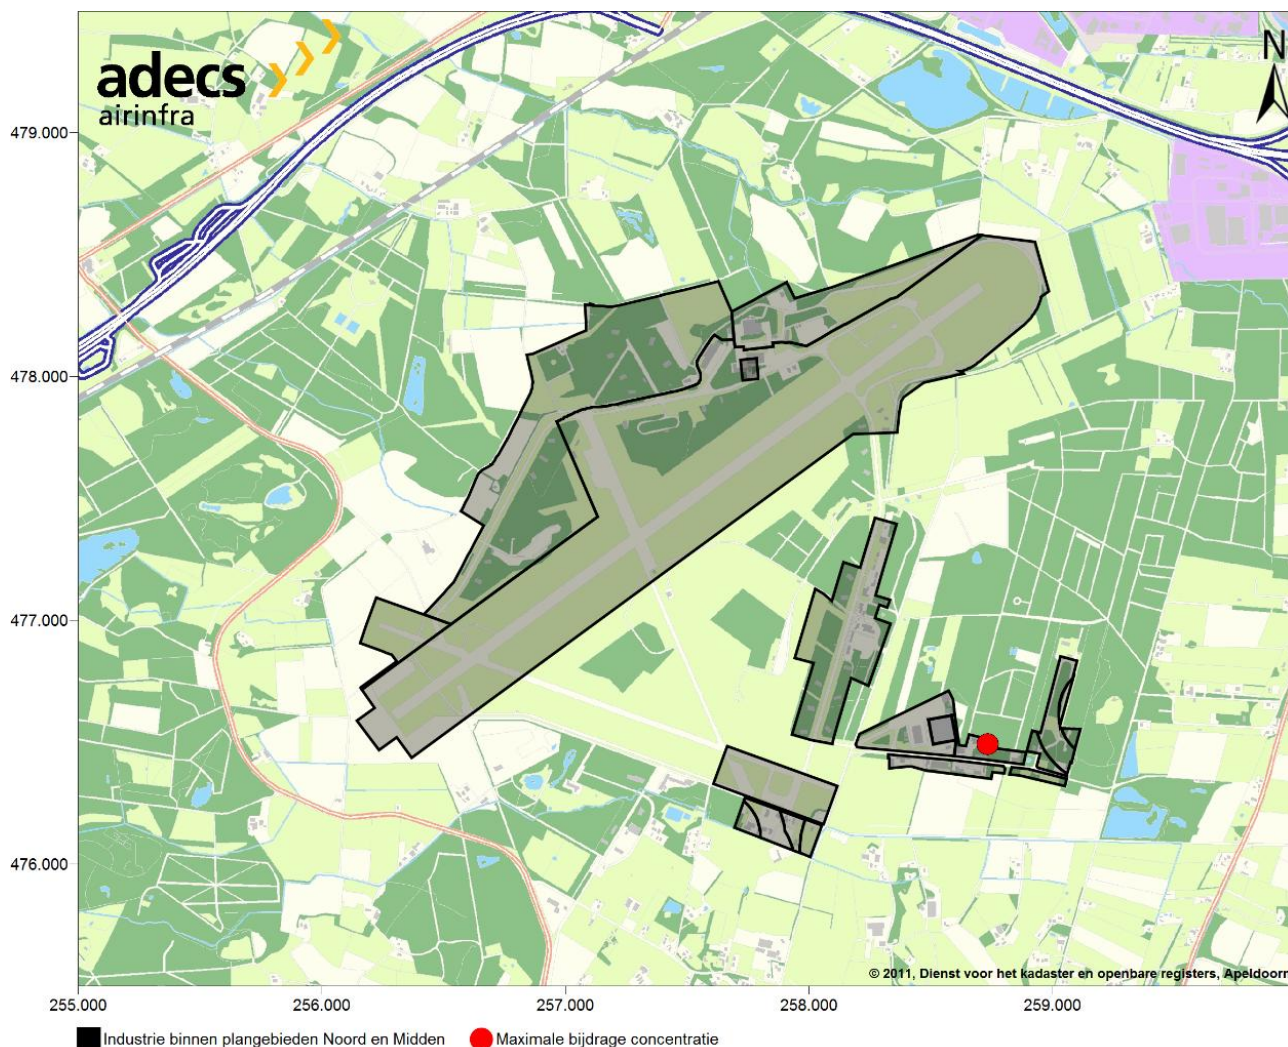 adecs
airinfra
N
479.000
478.000
477.000
476.000
© 2011, Dienst voor het kadaster en openbare registers, Apeldoorn
255.000 256.000 257.000 258.000 259.000
Industrie binnen plangebieden Noord en Midden Maximale bijdrage concentratie